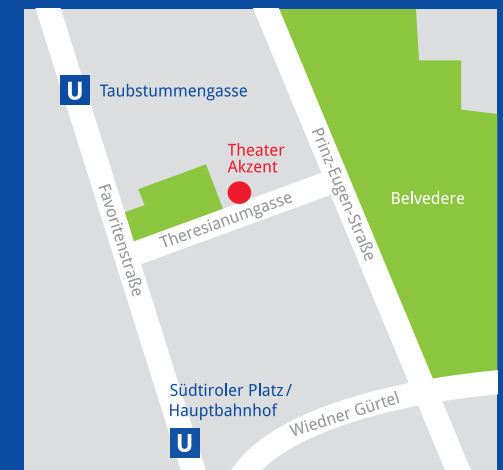 U Taubstummengasse
Theater
Akzent
Prinz-Eugen-Straße
Belvedere
Favoritenstraße
Theresianumgasse
Südtiroler Platz/
Hauptbahnhof
Wiedner Gürtel
U